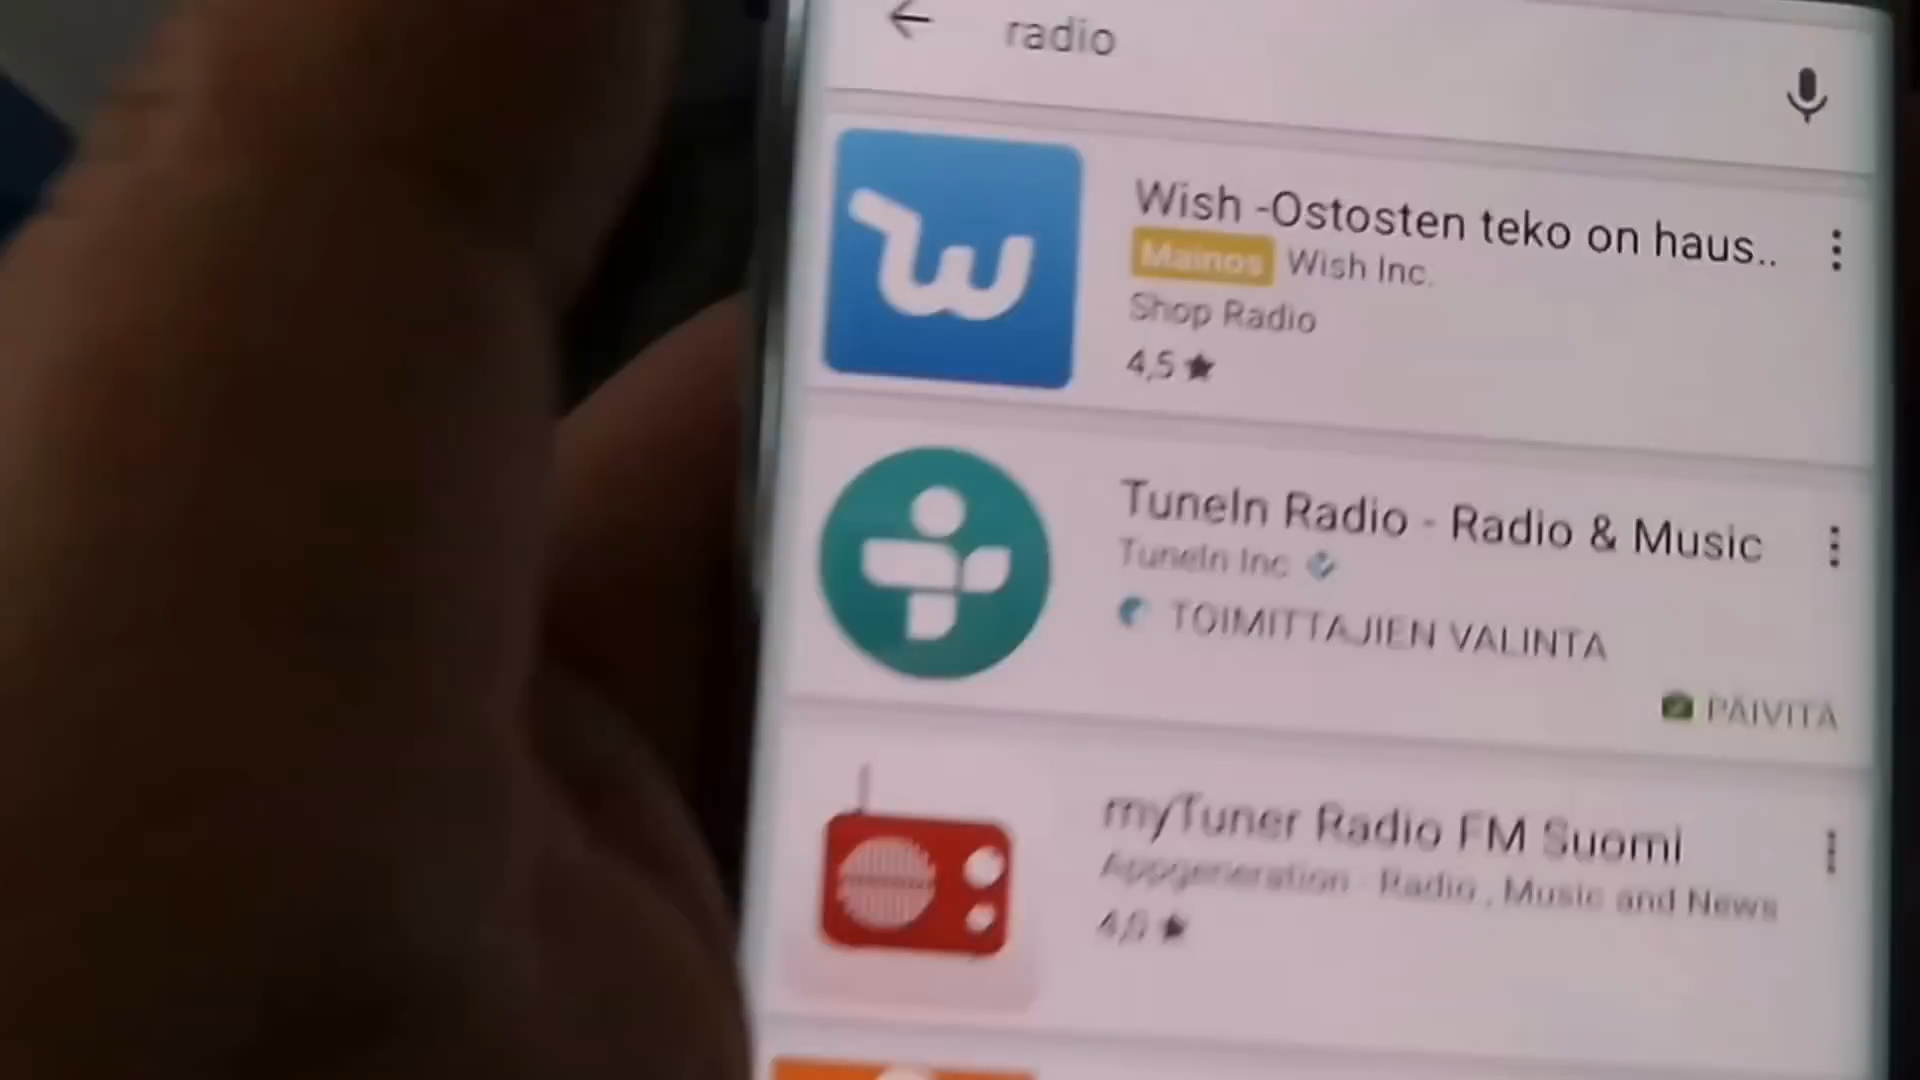 radio
Wish -Ostosten teko on haus..
Mainos Wish Inc.
Shop Radio
4,5 ★
TuneIn Radio - Radio & Music
TuneIn Inc
TOIMITTAJIEN VALINTA
PÄIVITÄ
myTuner Radio FM Suomi
Appgeneration - Radio , Music and News